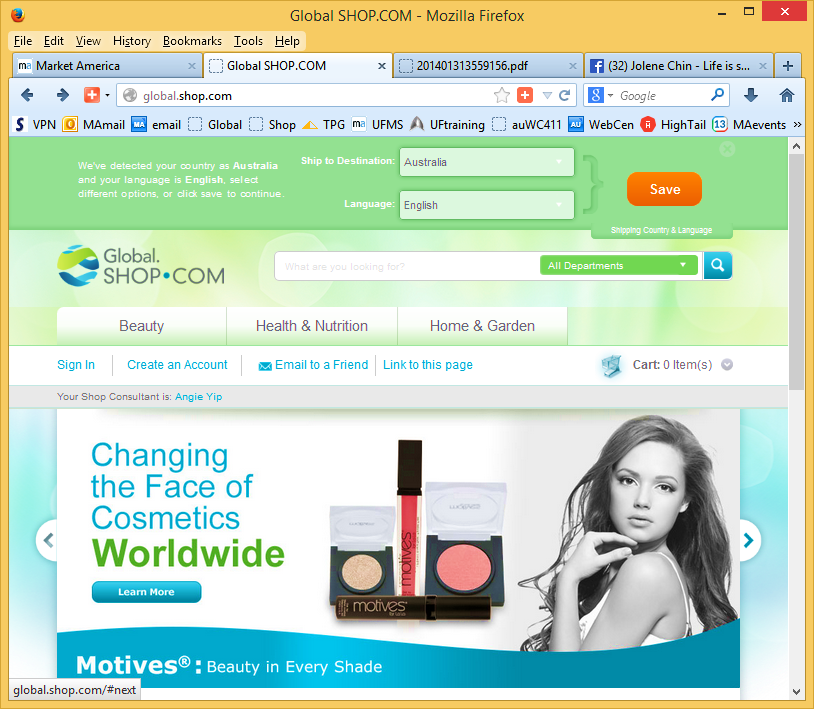 Global SHOP.COM - Mozilla Firefox
File Edit View History Bookmarks Tools Help
ma Market America
Global SHOP.COM
201401313559156.pdf
(32) Jolene Chin - Life is s...
global.shop.com
Google
VPN MAmail MA email Global Shop TPG ma UFMS UFtraining auWC411 AU WebCen HighTail 13 MAevents »
We've detected your country as Australia
and your language is English, select
different options, or click save to continue.
Ship to Destination: Australia
Language: English
Save
Shipping Country & Language
Global.
SHOP•COM
What are you looking for?
All Departments
Beauty
Health & Nutrition
Home & Garden
Sign In
Create an Account
Email to a Friend
Link to this page
Cart: 0 Item(s)
Your Shop Consultant is: Angie Yip
Changing
the Face of
Cosmetics
Worldwide
Learn More
motives
motives
Motives®: Beauty in Every Shade
global.shop.com/#next